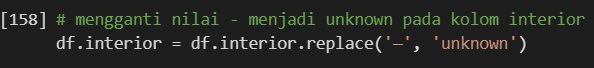 [158] # mengganti nilai - menjadi unknown pada kolom interior
df.interior = df.interior.replace('—', 'unknown')